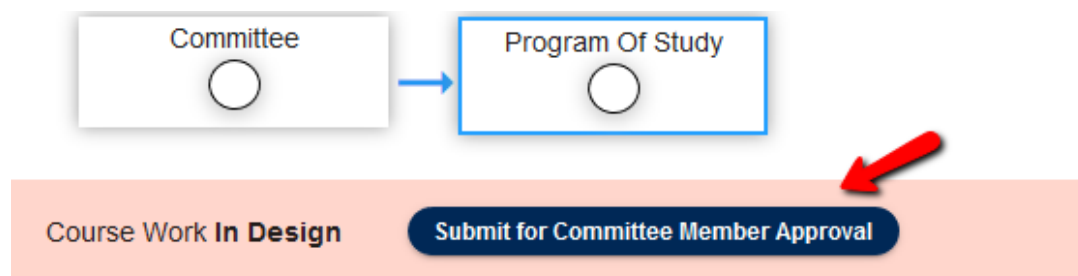 Committee
Program Of Study
Course Work In Design
Submit for Committee Member Approval